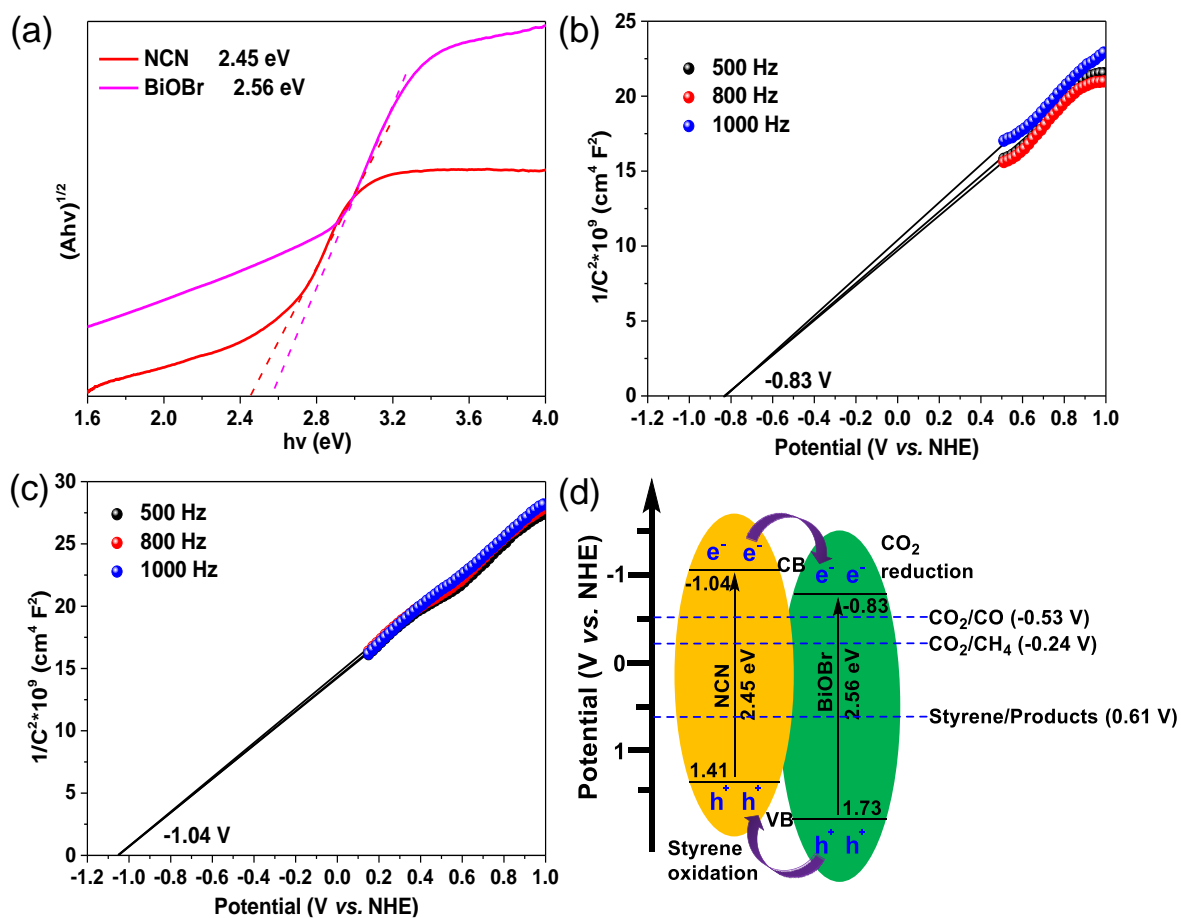 (a)
NCN 2.45 eV
BiOBr 2.56 eV
(Ahv)1/2
1.6 2.0 2.4 2.8 3.2 3.6 4.0
hv (eV)
(b)
500 Hz
800 Hz
1000 Hz
25
20
15
10
5
0
1/C2*109 (cm4 F2)
-0.83 V
-1.2 -1.0 -0.8 -0.6 -0.4 -0.2 0.0 0.2 0.4 0.6 0.8 1.0
Potential (V vs. NHE)
(c)
500 Hz
800 Hz
1000 Hz
30
25
20
15
10
5
0
1/C2*109 (cm4 F2)
-1.04 V
-1.2 -1.0 -0.8 -0.6 -0.4 -0.2 0.0 0.2 0.4 0.6 0.8 1.0
Potential (V vs. NHE)
(d)
Potential (V vs. NHE)
-1
0
1
e- e-
CB
-1.04
NCN
2.45 eV
1.41
h+ h+
VB
Styrene
oxidation
CO2
reduction
e- e-
-0.83
BiOBr
2.56 eV
1.73
h+ h+
CO2/CO (-0.53 V)
CO2/CH4 (-0.24 V)
Styrene/Products (0.61 V)